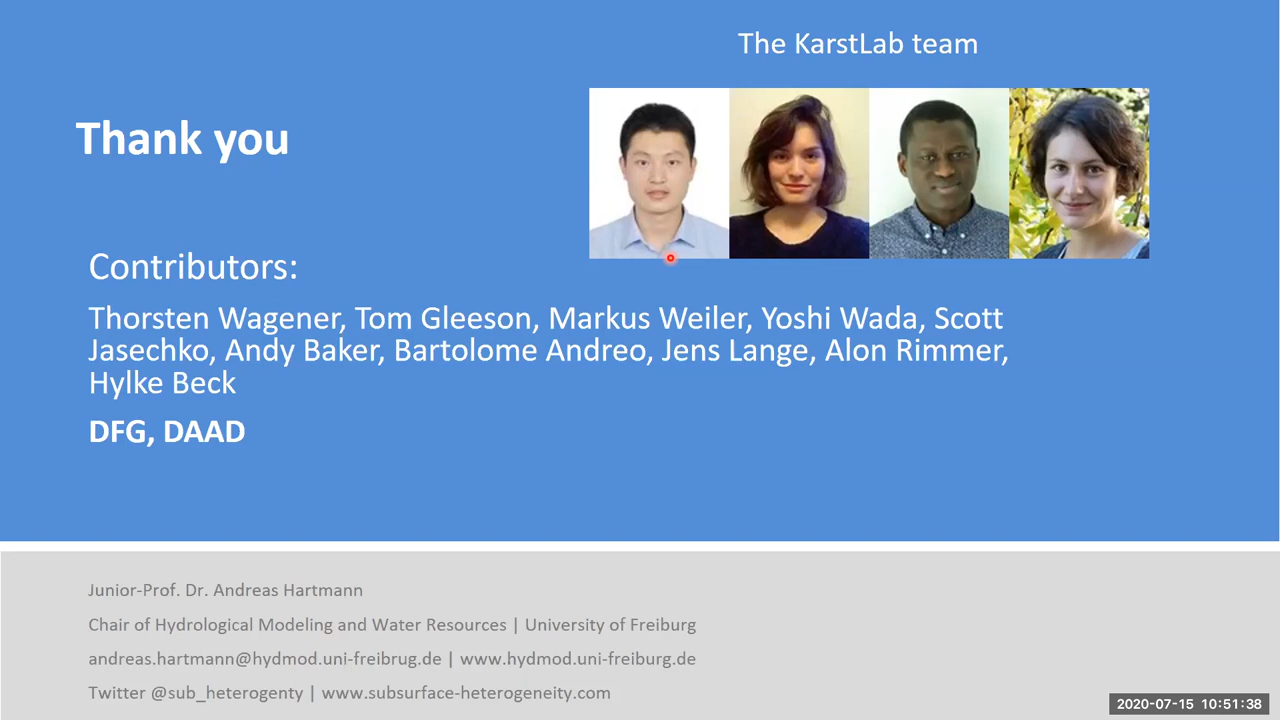 The KarstLab team
Thank you
Contributors:
Thorsten Wagener, Tom Gleeson, Markus Weiler, Yoshi Wada, Scott
Jasechko, Andy Baker, Bartolome Andreo, Jens Lange, Alon Rimmer,
Hylke Beck
DFG, DAAD
Junior-Prof. Dr. Andreas Hartmann
Chair of Hydrological Modeling and Water Resources | University of Freiburg
andreas.hartmann@hydmod.uni-freibrug.de | www.hydmod.uni-freiburg.de
Twitter @sub_heterogenty | www.subsurface-heterogeneity.com
2020-07-15 10:51:38